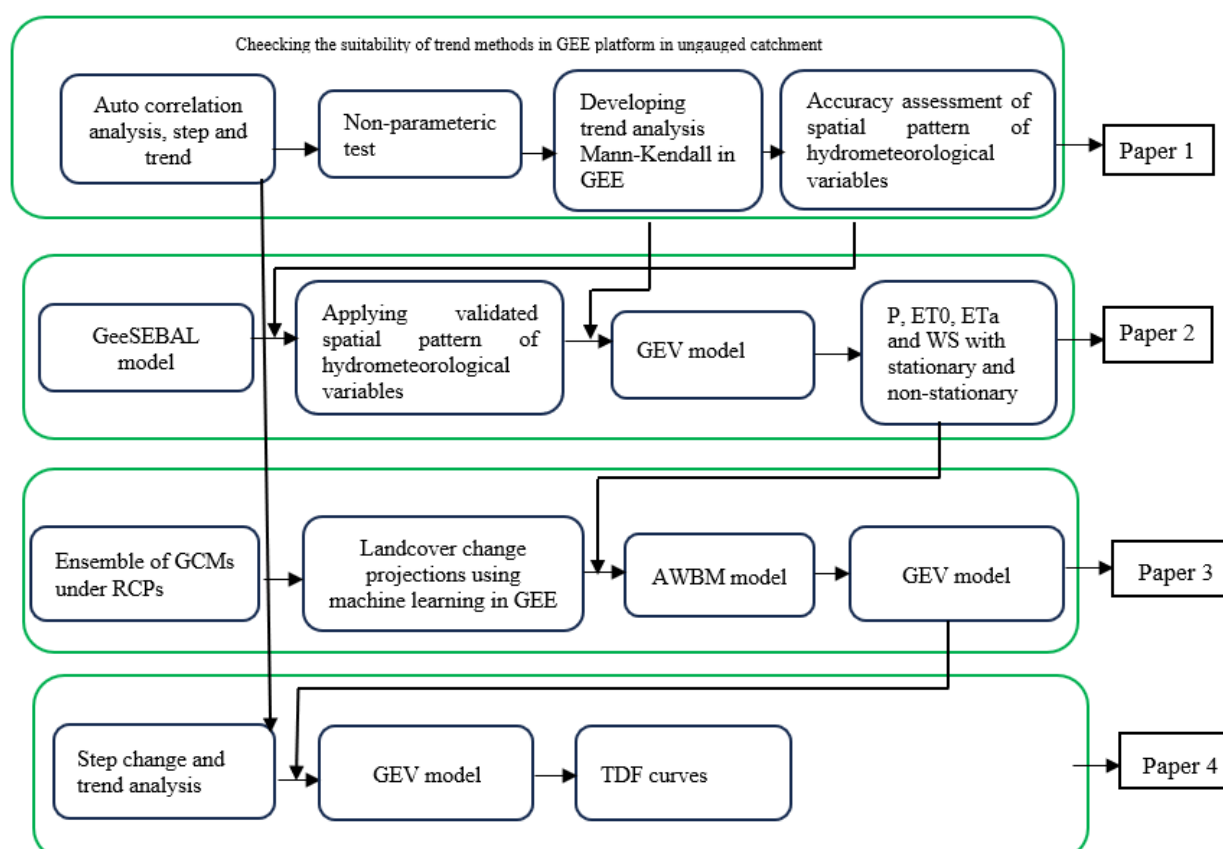 Cheecking the suitability of trend methods in GEE platform in ungauged catchment
Auto correlation
analysis, step and
trend
Non-parameteric
test
Developing
trend analysis
Mann-Kendall in
GEE
Accuracy assessment of
spatial pattern of
hydrometeorological
variables
Paper 1
GeeSEBAL
model
Applying validated
spatial pattern of
hydrometeorological
variables
GEV model
P, ET0, ETa
and WS with
stationary and
non-stationary
Paper 2
Ensemble of GCMs
under RCPs
Landcover change
projections using
machine learning in GEE
AWBM model
GEV model
Paper 3
Step change and
trend analysis
GEV model
TDF curves
Paper 4